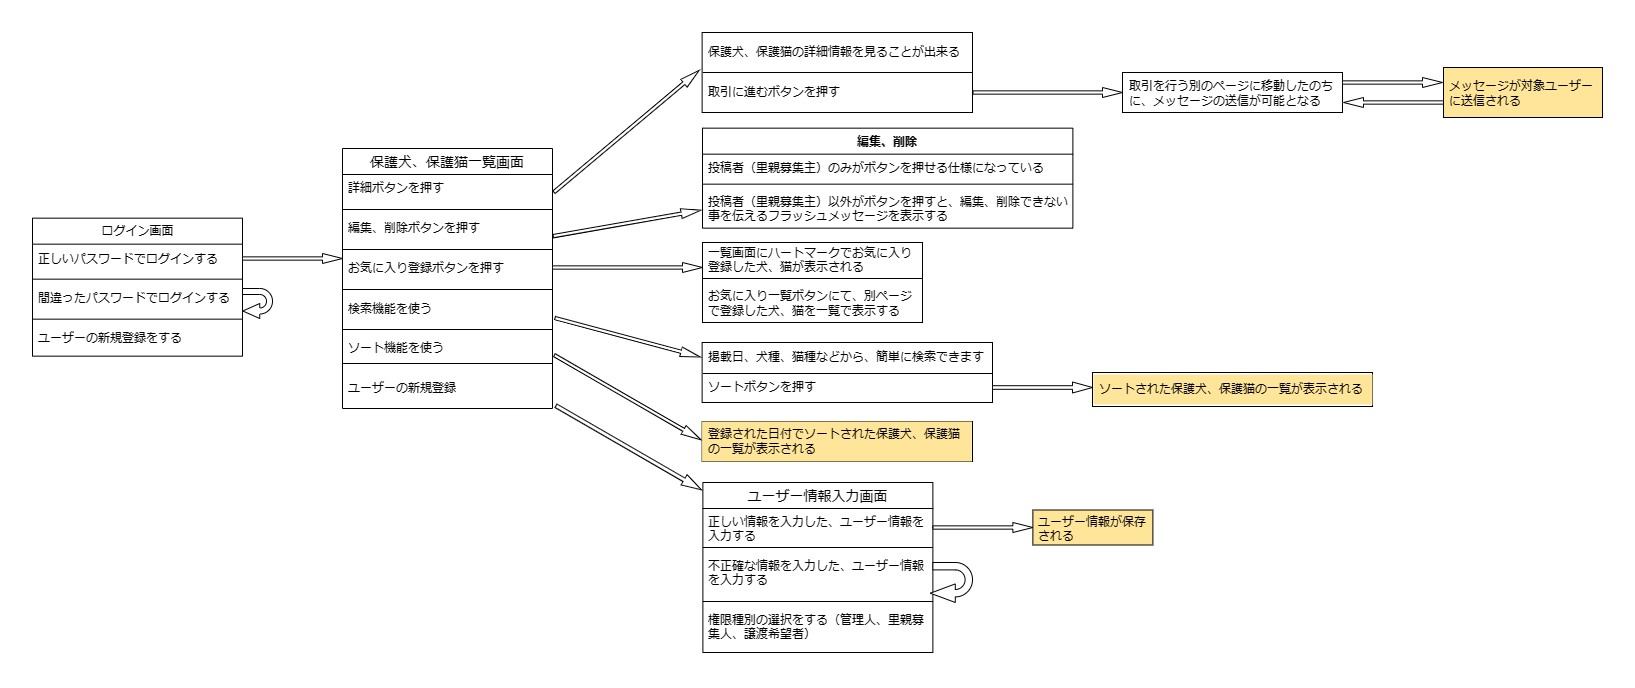 ログイン画面
正しいパスワードでログインする
間違ったパスワードでログインする
ユーザーの新規登録をする
保護犬、保護猫一覧画面
詳細ボタンを押す
編集、削除ボタンを押す
お気に入り登録ボタンを押す
検索機能を使う
ソート機能を使う
ユーザーの新規登録
保護犬、保護猫の詳細情報を見ることが出来る
取引に進むボタンを押す
取引を行う別のページに移動したのち
に、メッセージの送信が可能となる
メッセージが対象ユーザー
に送信される
編集、削除
投稿者（里親募集主）のみがボタンを押せる仕様になっている
投稿者（里親募集主）以外がボタンを押すと、編集、削除できない
事を伝えるフラッシュメッセージを表示する
一覧画面にハートマークでお気に入り
登録した犬、猫が表示される
お気に入り一覧ボタンにて、別ページ
で登録した犬、猫を一覧で表示する
掲載日、犬種、猫種などから、簡単に検索できます
ソートボタンを押す
ソートされた保護犬、保護猫の一覧が表示される
登録された日付でソートされた保護犬、保護猫
の一覧が表示される
ユーザー情報入力画面
正しい情報を入力した、ユーザー情報を
入力する
ユーザー情報が保存
される
不正確な情報を入力した、ユーザー情報
を入力する
権限種別の選択をする（管理人、里親募
集人、譲渡希望者）